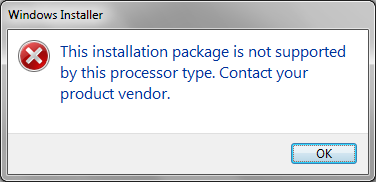 Windows Installer
This installation package is not supported
by this processor type. Contact your
product vendor.
OK